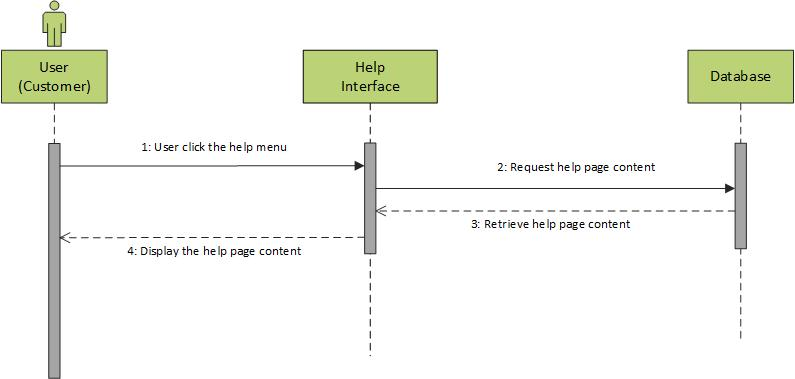 User
(Customer)
Help
Interface
Database
1: User click the help menu
2: Request help page content
3: Retrieve help page content
4: Display the help page content